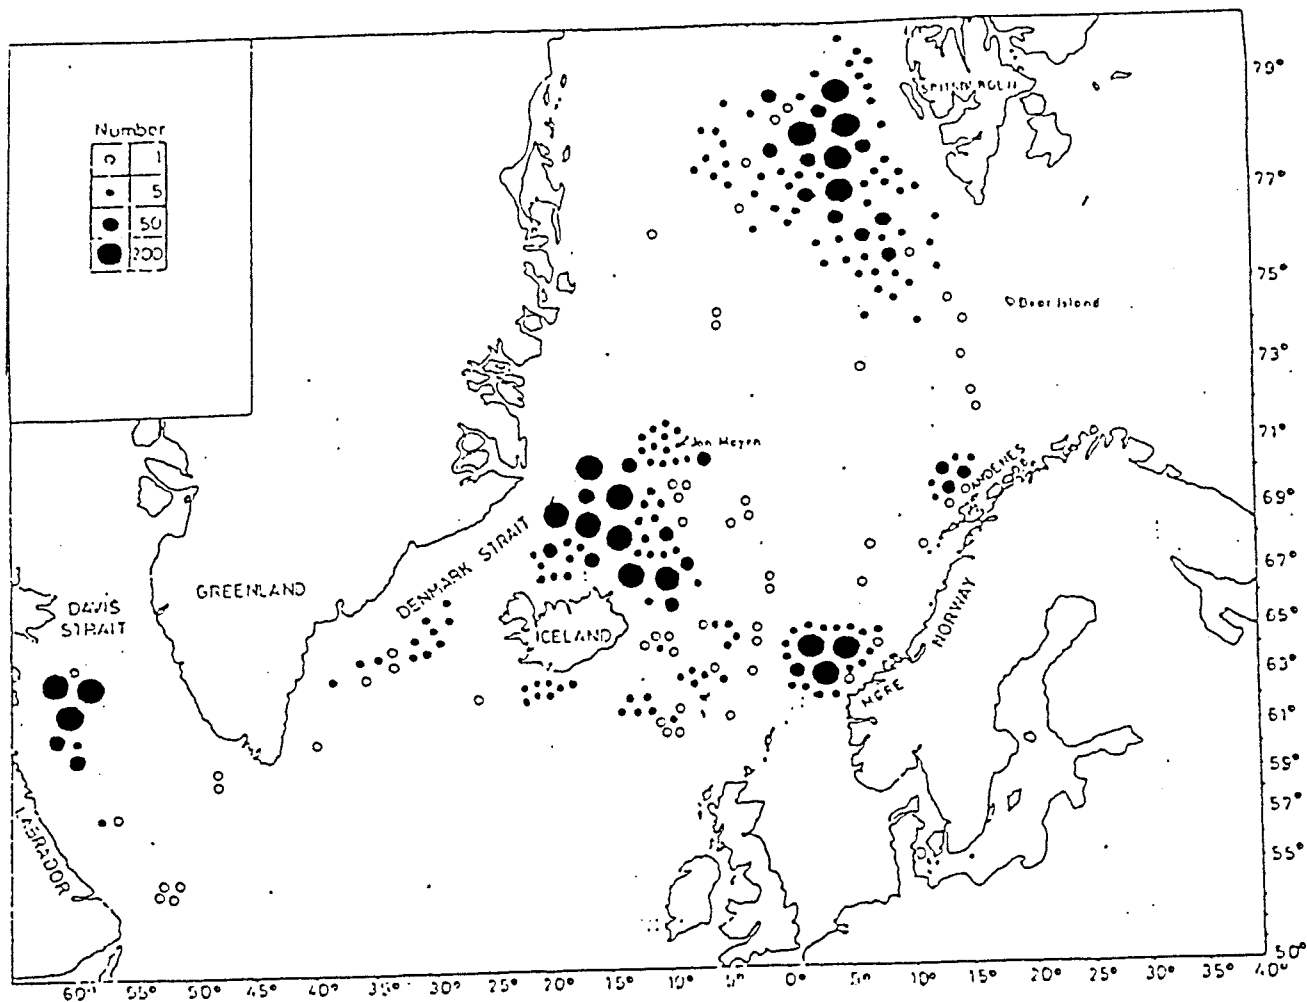 Number
1
5
50
200
SPITSBERGEN
79°
77°
75°
Bear Island
73°
71°
Jan Mayen
ANDENES
69°
67°
DENMARK STRAIT
GREENLAND
DAVIS
STRAIT
ICELAND
NORWAY
65°
63°
MØRE
61°
59°
57°
LABRADOR
55°
50°
60° 55° 50° 45° 40° 35° 30° 25° 20° 15° 10° 5° 0° 5° 10° 15° 20° 25° 30° 35° 40°